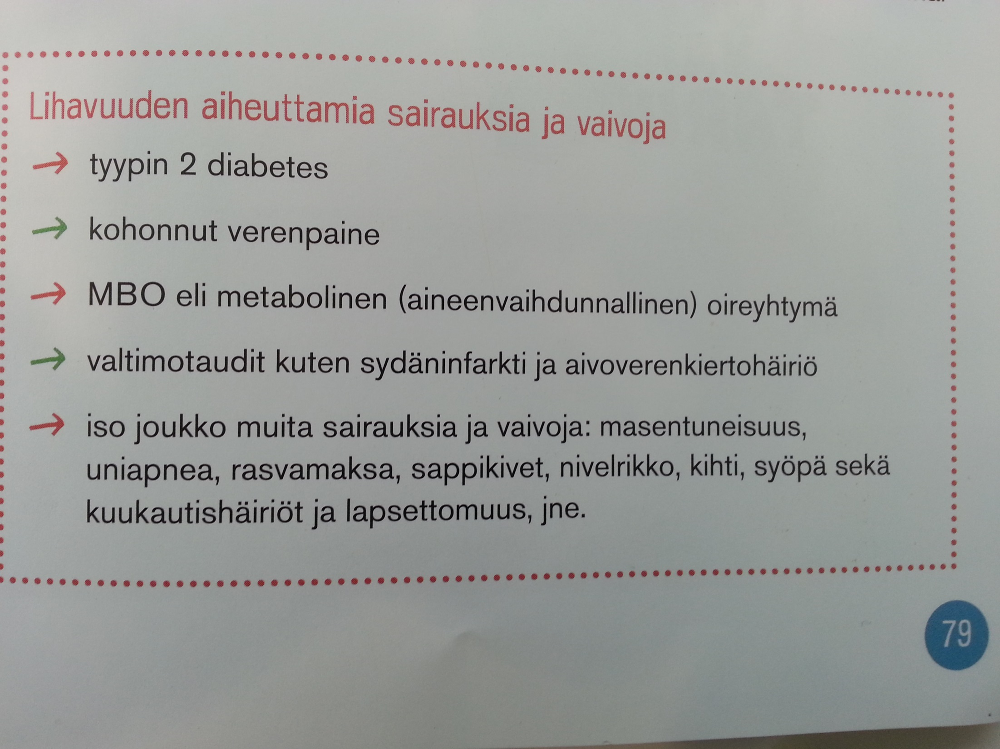 Lihavuuden aiheuttamia sairauksia ja vaivoja
→ tyypin 2 diabetes
→ kohonnut verenpaine
→ MBO eli metabolinen (aineenvaihdunnallinen) oireyhtymä
→ valtimotaudit kuten sydäninfarkti ja aivoverenkiertohäiriö
→ iso joukko muita sairauksia ja vaivoja: masentuneisuus,
uniapnea, rasvamaksa, sappikivet, nivelrikko, kihti, syöpä sekä
kuukautishäiriöt ja lapsettomuus, jne.
79